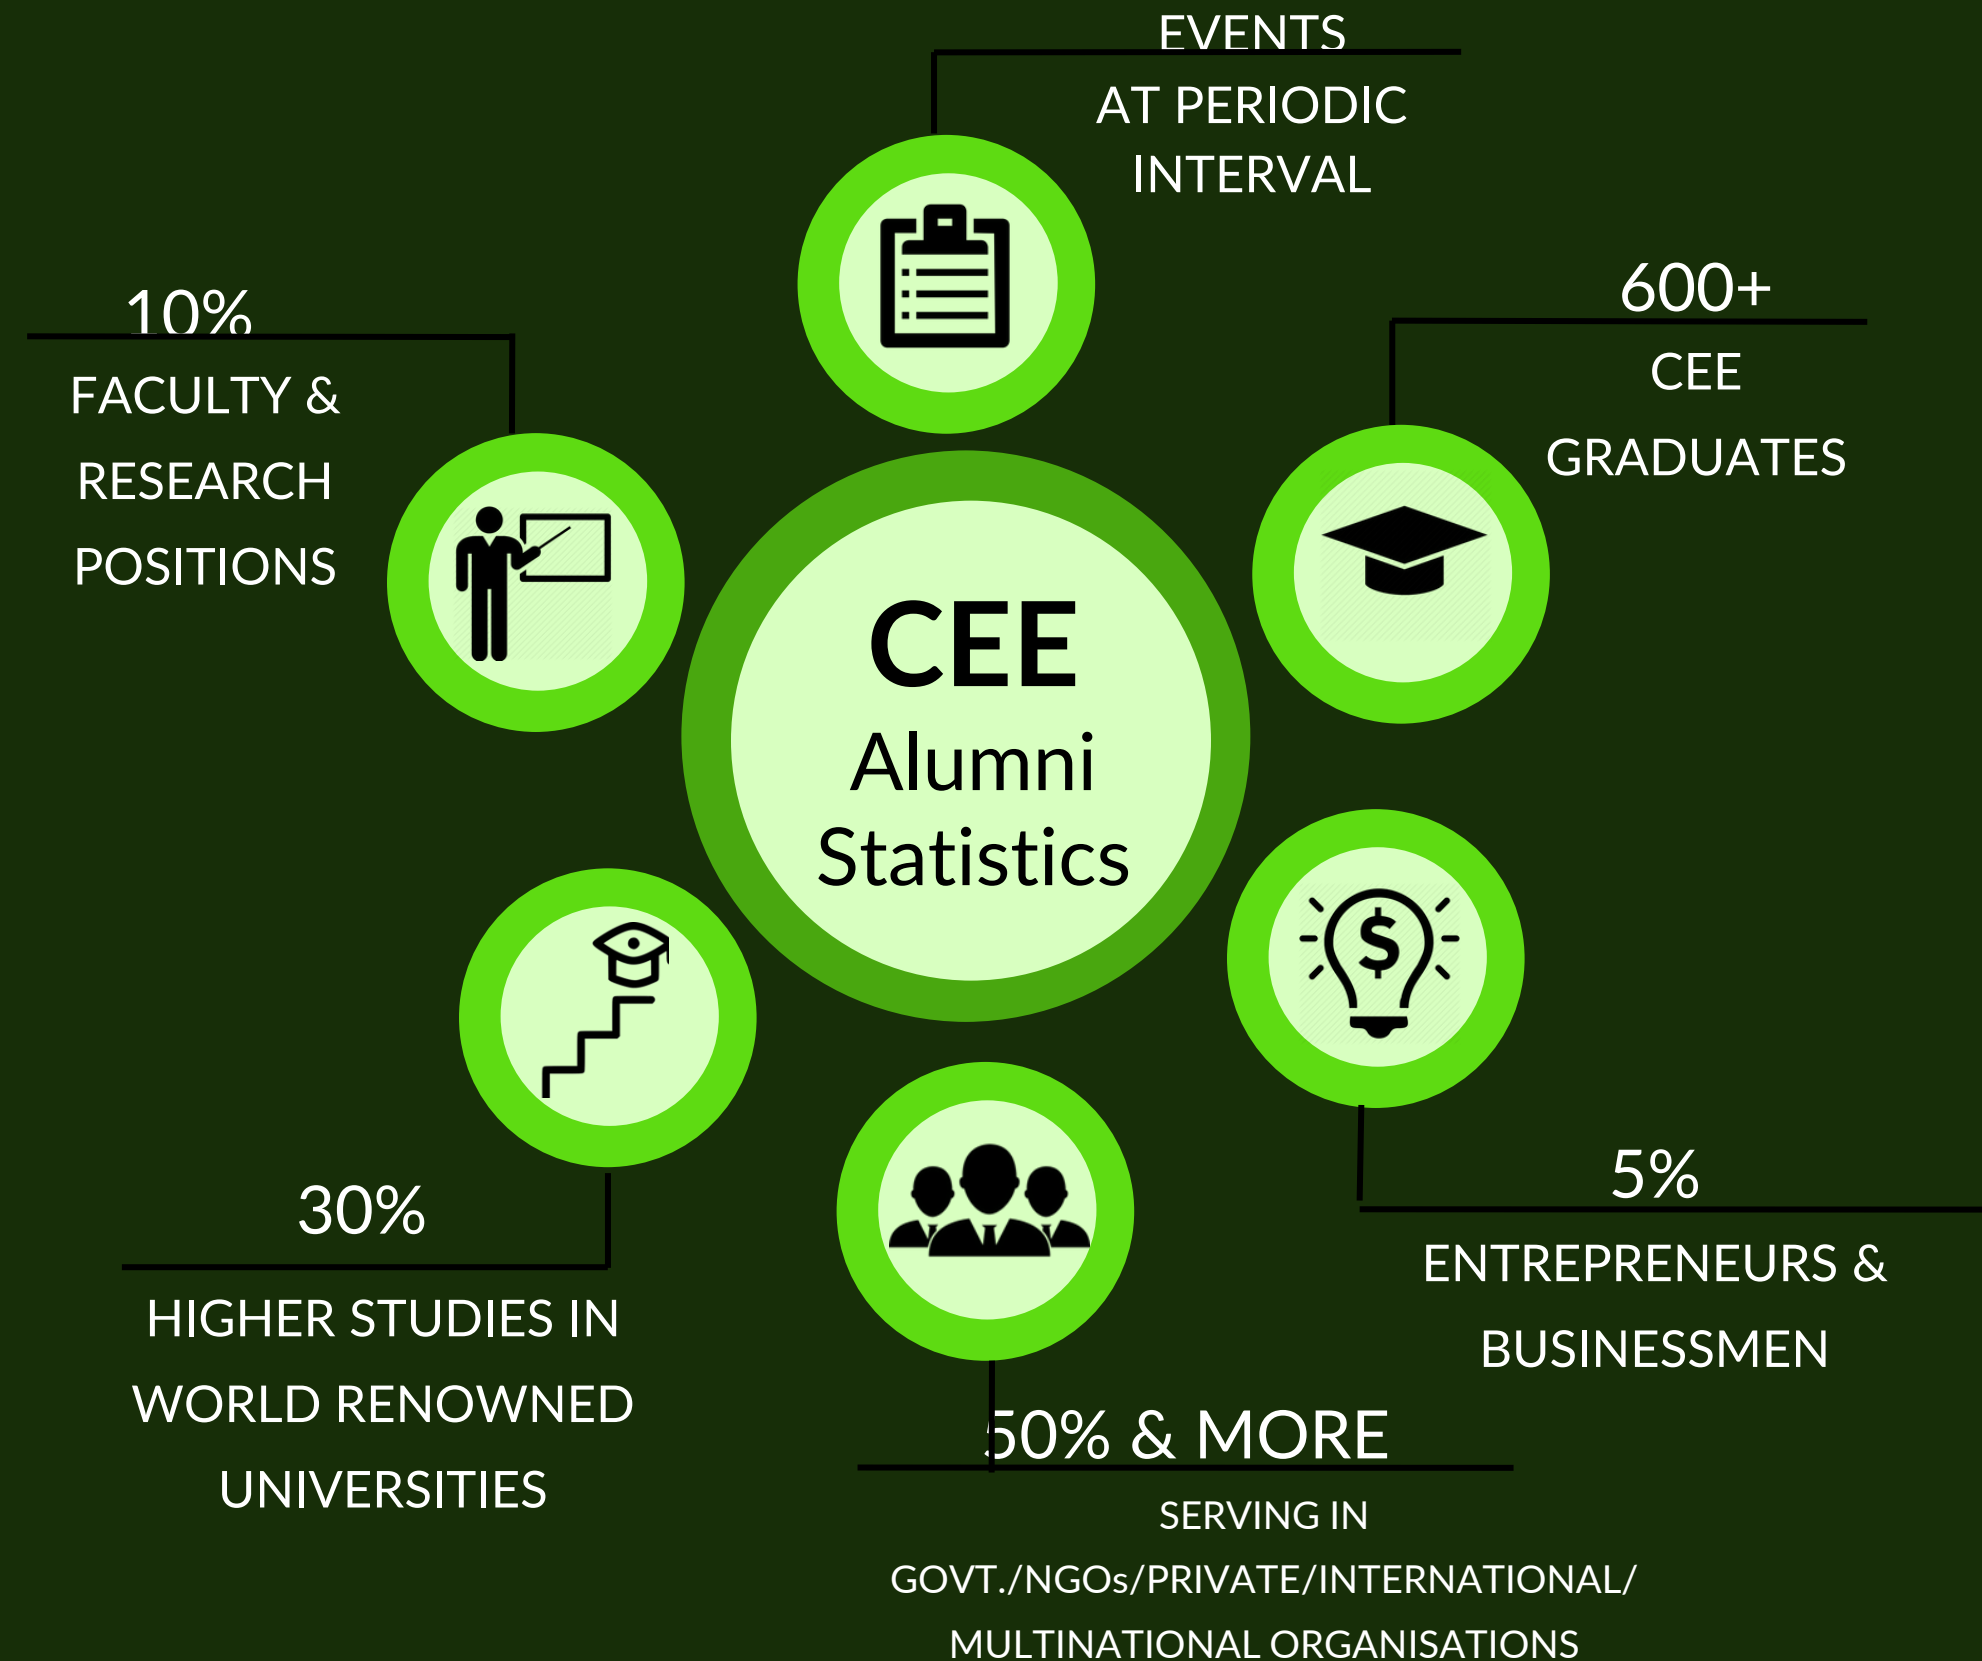 EVENTS
AT PERIODIC
INTERVAL
600+
CEE
GRADUATES
10%
FACULTY &
RESEARCH
POSITIONS
CEE
Alumni
Statistics
5%
ENTREPRENEURS &
BUSINESSMEN
30%
HIGHER STUDIES IN
WORLD RENOWNED
UNIVERSITIES
50% & MORE
SERVING IN
GOVT./NGOs/PRIVATE/INTERNATIONAL/
MULTINATIONAL ORGANISATIONS